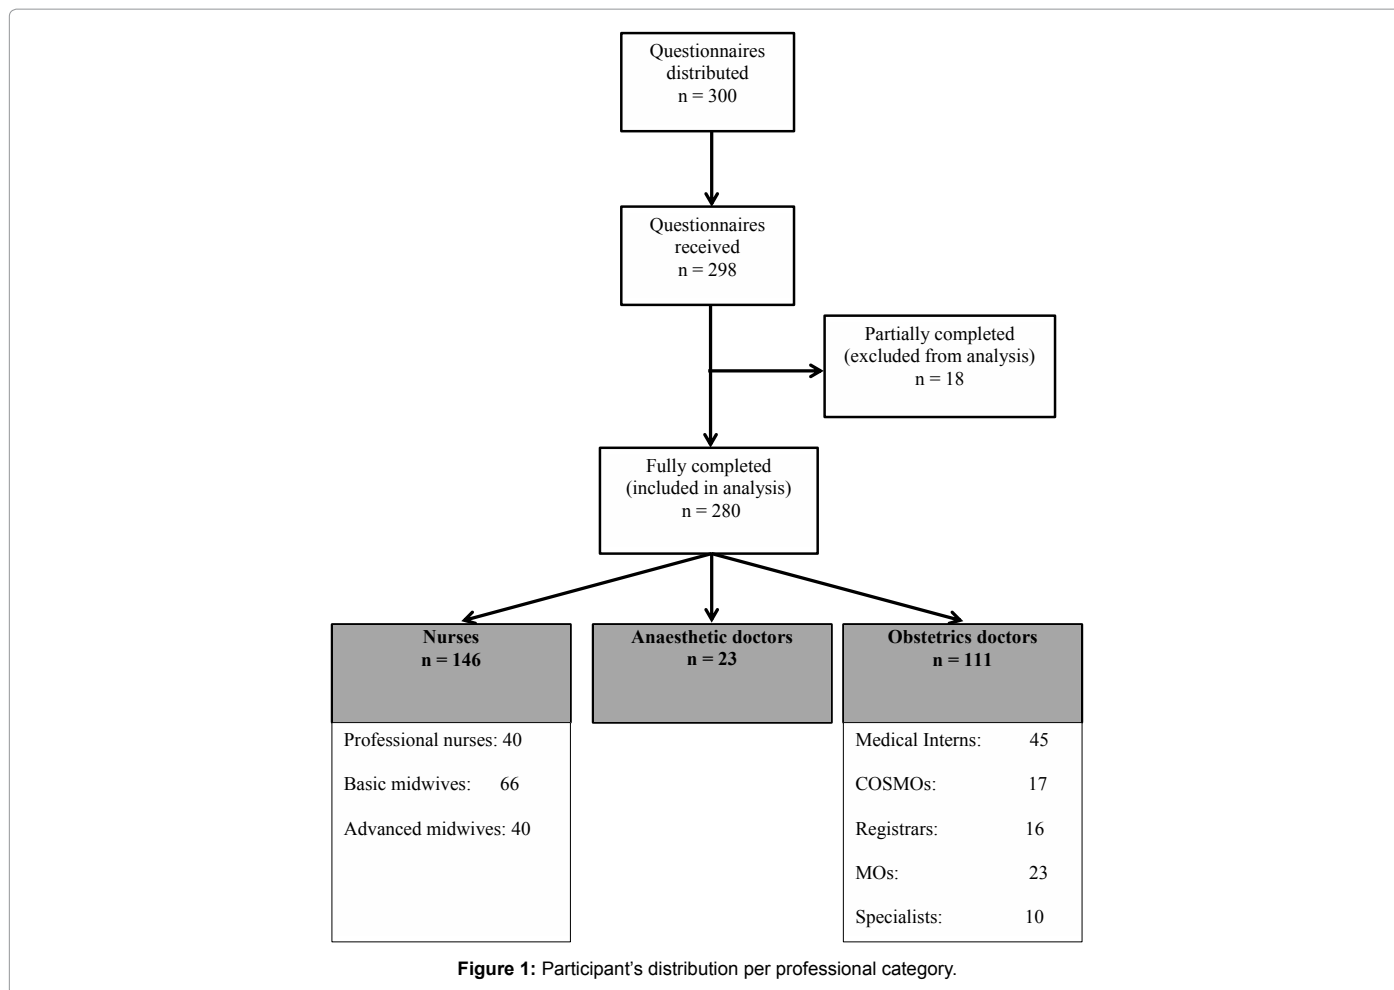 Questionnaires
distributed
n = 300
Questionnaires
received
n = 298
Partially completed
(excluded from analysis)
n = 18
Fully completed
(included in analysis)
n = 280
Nurses
n = 146
Anaesthetic doctors
n = 23
Obstetrics doctors
n = 111
Professional nurses: 40
Basic midwives: 66
Advanced midwives: 40
Medical Interns: 45
COSMOs: 17
Registrars: 16
MOs: 23
Specialists: 10
Figure 1: Participant's distribution per professional category.